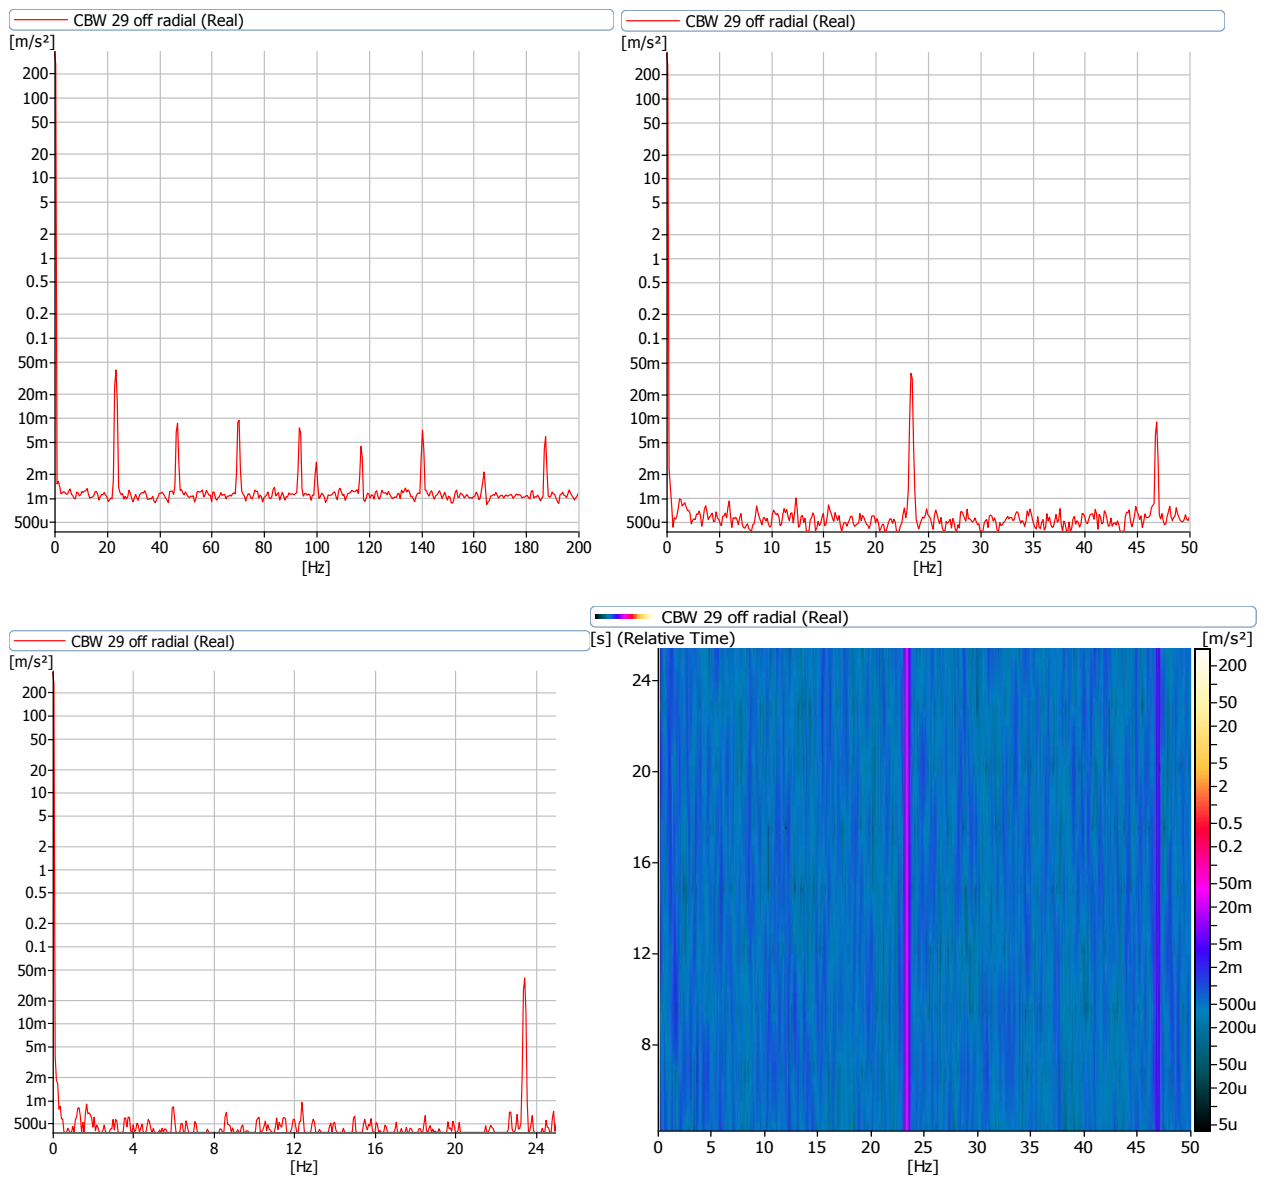 CBW 29 off radial (Real)
[m/s²]
200
100
50
20
10
5
2
1
0.5
0.2
0.1
50m
20m
10m
5m
2m
1m
500u
0 20 40 60 80 100 120 140 160 180 200
[Hz]
CBW 29 off radial (Real)
[m/s²]
200
100
50
20
10
5
2
1
0.5
0.2
0.1
50m
20m
10m
5m
2m
1m
500u
0 5 10 15 20 25 30 35 40 45 50
[Hz]
CBW 29 off radial (Real)
[m/s²]
200
100
50
20
10
5
2
1
0.5
0.2
0.1
50m
20m
10m
5m
2m
1m
500u
0 4 8 12 16 20 24
[Hz]
CBW 29 off radial (Real)
[s] (Relative Time) [m/s²]
24
20
16
12
8
0 5 10 15 20 25 30 35 40 45 50
[Hz]
200
50
20
5
2
0.5
0.2
50m
20m
5m
2m
500u
200u
50u
20u
5u